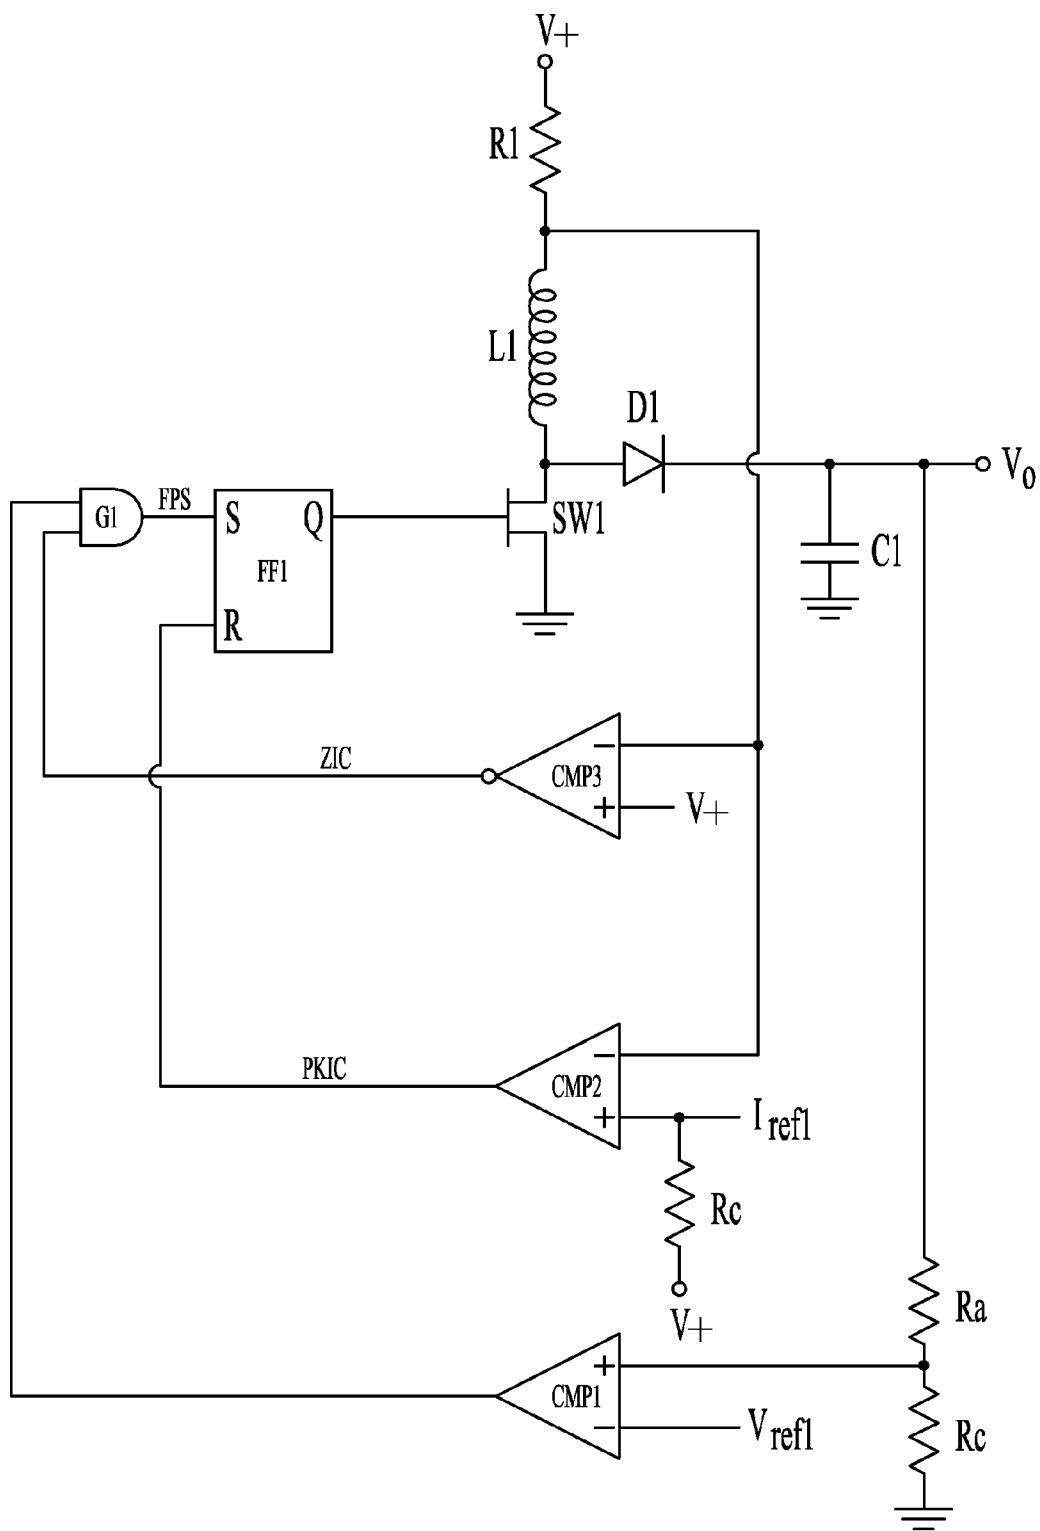 V+
R1
L1
D1
Vo
G1
FPS
S
Q
SW1
C1
FF1
R
ZIC
−
CMP3
+
V+
−
PKIC
CMP2
+
Iref1
Rc
V+
Ra
+
CMP1
−
Vref1
Rc